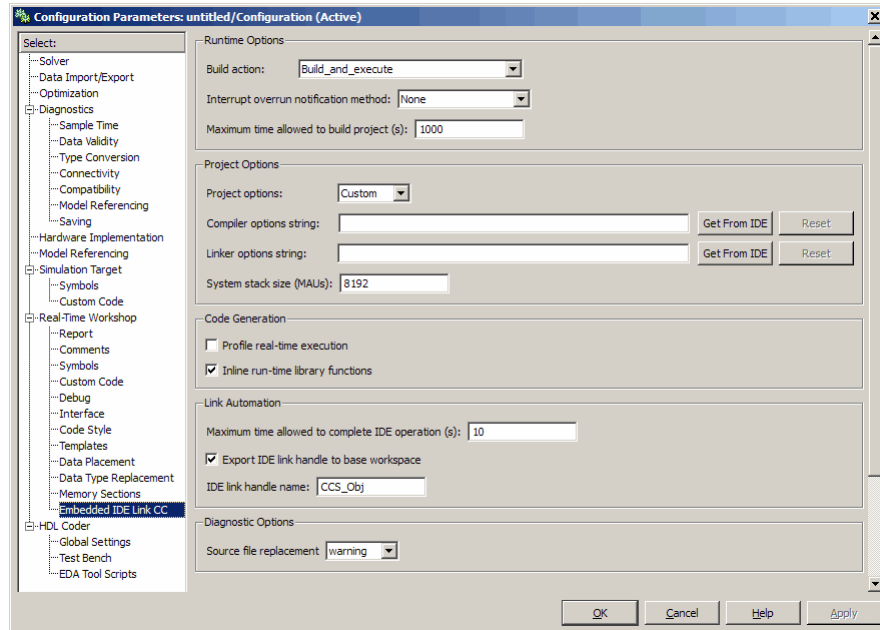 Configuration Parameters: untitled/Configuration (Active)
Select:
Solver
Data Import/Export
Optimization
Diagnostics
Sample Time
Data Validity
Type Conversion
Connectivity
Compatibility
Model Referencing
Saving
Hardware Implementation
Model Referencing
Simulation Target
Symbols
Custom Code
Real-Time Workshop
Report
Comments
Symbols
Custom Code
Debug
Interface
Code Style
Templates
Data Placement
Data Type Replacement
Memory Sections
Embedded IDE Link CC
HDL Coder
Global Settings
Test Bench
EDA Tool Scripts
Runtime Options
Build action: Build_and_execute
Interrupt overrun notification method: None
Maximum time allowed to build project (s): 1000
Project Options
Project options: Custom
Compiler options string: Get From IDE Reset
Linker options string: Get From IDE Reset
System stack size (MAUs): 8192
Code Generation
Profile real-time execution
Inline run-time library functions
Link Automation
Maximum time allowed to complete IDE operation (s): 10
Export IDE link handle to base workspace
IDE link handle name: CCS_Obj
Diagnostic Options
Source file replacement warning
OK Cancel Help Apply